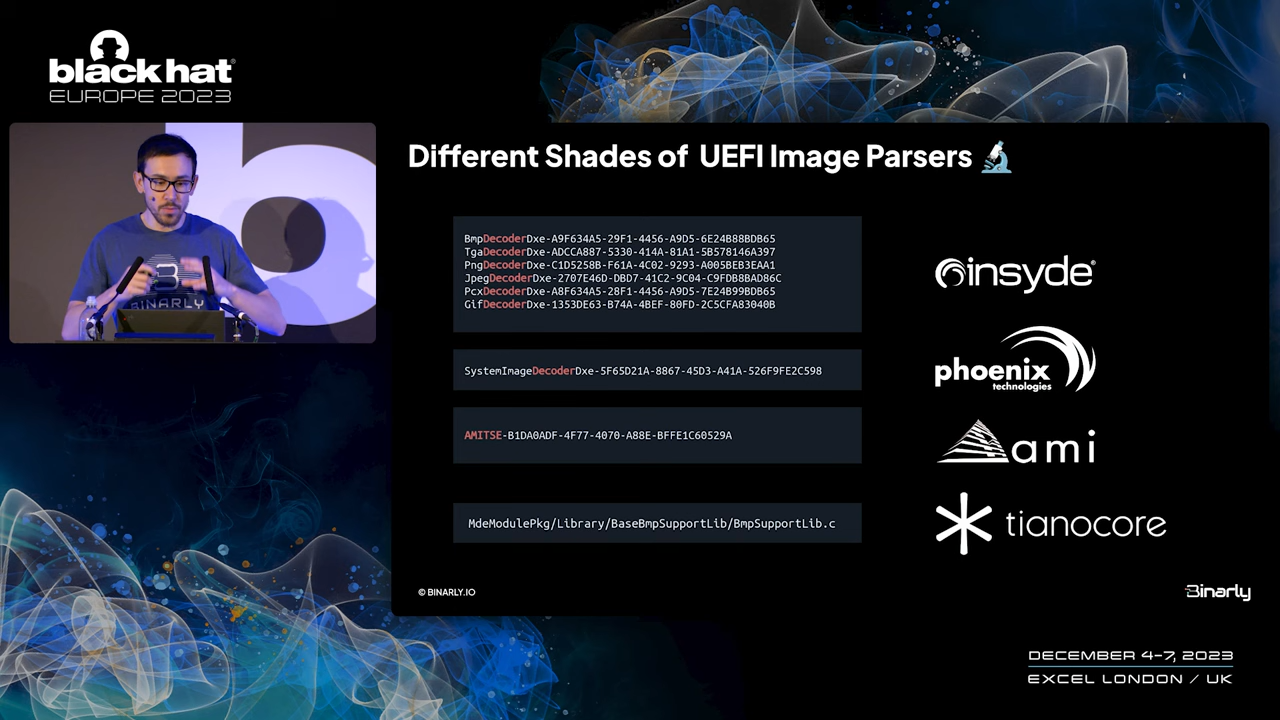 black hat
EUROPE 2023
BINARLY
Different Shades of UEFI Image Parsers
BmpDecoderDxe-A9F634A5-29F1-4456-A9D5-6E24B88BDB65
TgaDecoderDxe-ADCCA887-5330-414A-81A1-5B578146A397
PngDecoderDxe-C1D5258B-F61A-4C02-9293-A005BEB3EAA1
JpegDecoderDxe-2707E46D-DBD7-41C2-9C04-C9FDB8BAD86C
PcxDecoderDxe-A8F634A5-28F1-4456-A9D5-7E24B99BDB65
GifDecoderDxe-1353DE63-B74A-4BEF-80FD-2C5CFA83040B
insyde®
SystemImageDecoderDxe-5F65D21A-8867-45D3-A41A-526F9FE2C598
phoenix
technologies
AMITSE-B1DA0ADF-4F77-4070-A88E-BFFE1C60529A
ami
MdeModulePkg/Library/BaseBmpSupportLib/BmpSupportLib.c
tianocore
© BINARLY.IO
Binarly
DECEMBER 4-7, 2023
EXCEL LONDON / UK